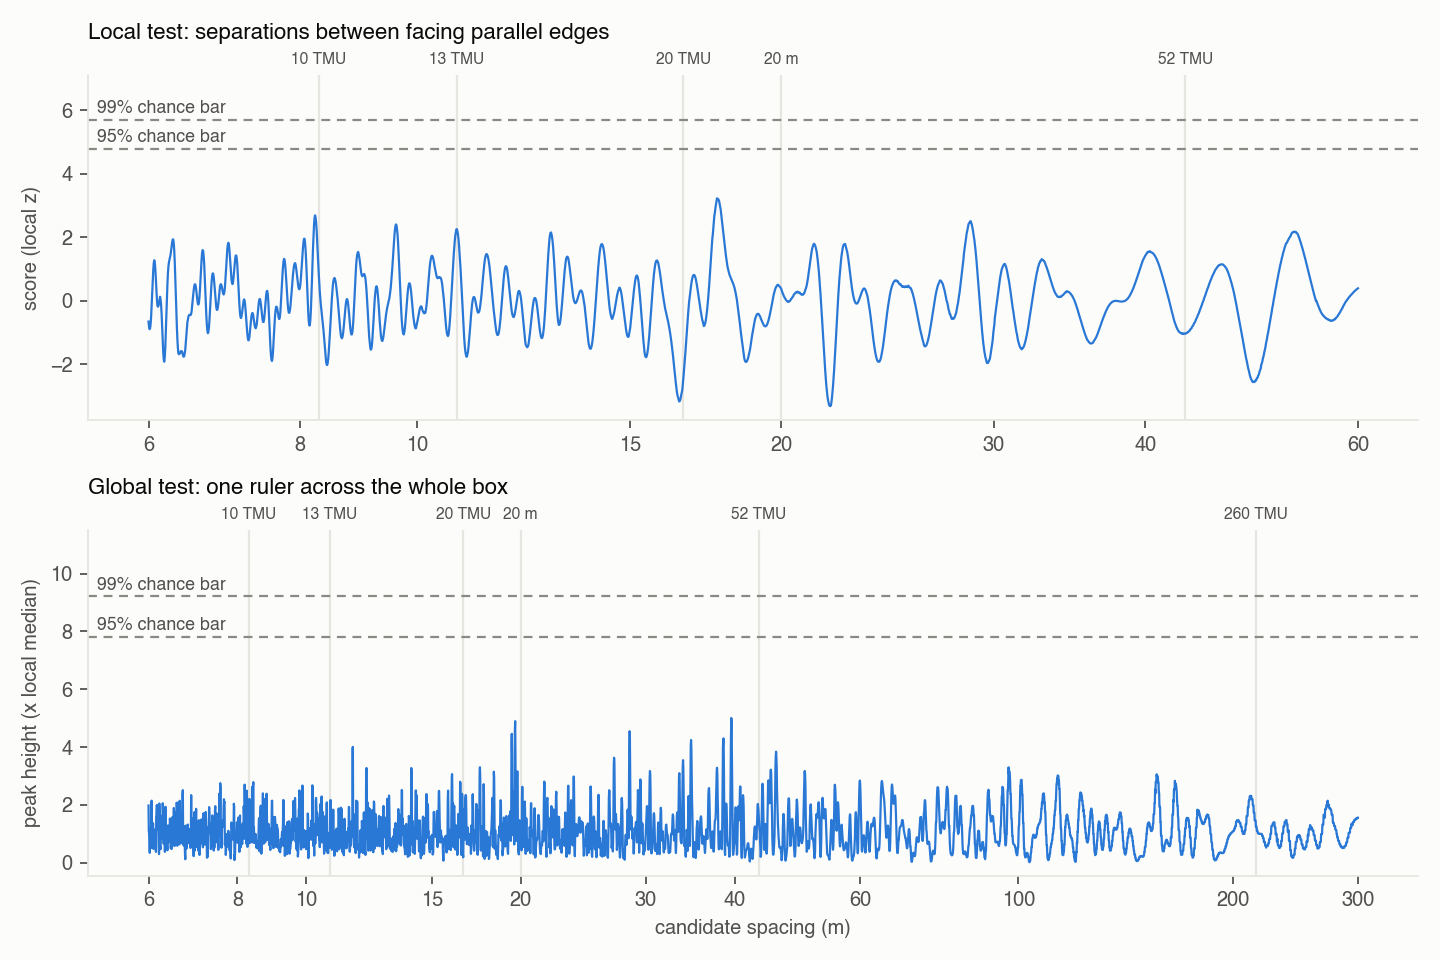 Local test: separations between facing parallel edges
10 TMU 13 TMU 20 TMU 20 m 52 TMU
99% chance bar
95% chance bar
score (local z)
6
4
2
0
−2
6 8 10 15 20 30 40 60
Global test: one ruler across the whole box
10 TMU 13 TMU 20 TMU 20 m 52 TMU 260 TMU
99% chance bar
95% chance bar
peak height (x local median)
10
8
6
4
2
0
6 8 10 15 20 30 40 60 100 200 300
candidate spacing (m)